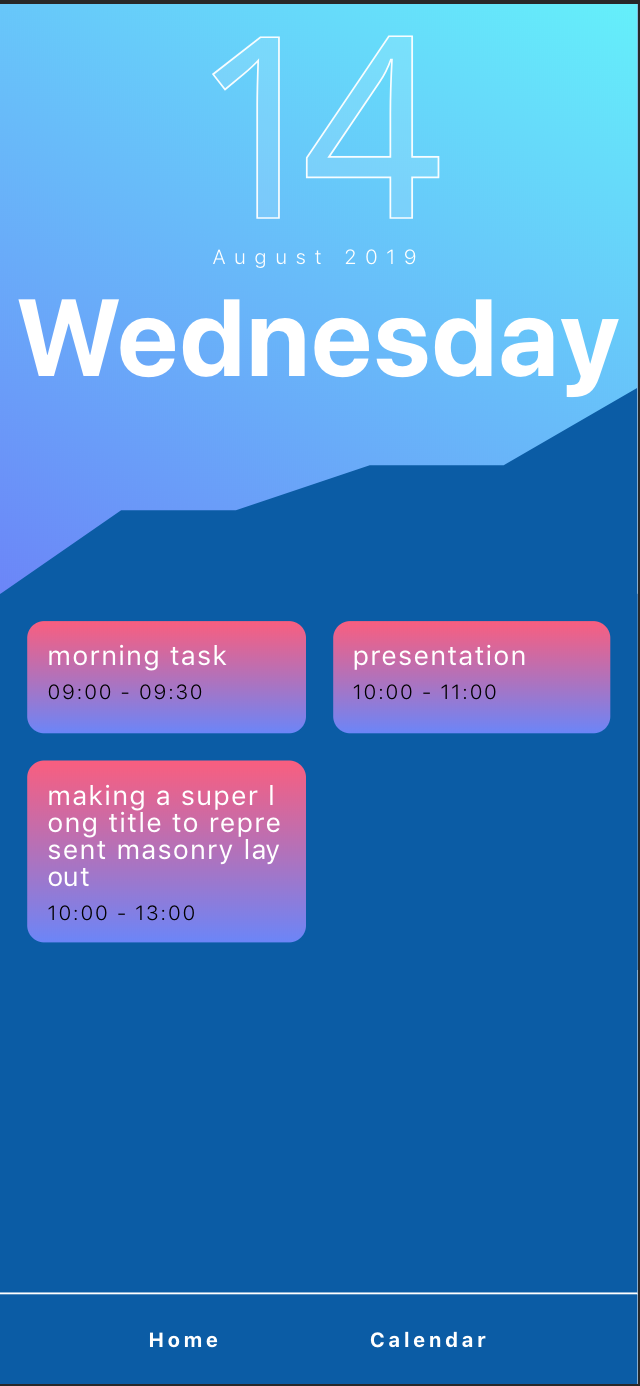 14
August 2019
Wednesday
morning task
09:00 - 09:30
presentation
10:00 - 11:00
making a super l
ong title to repre
sent masonry lay
out
10:00 - 13:00
Home
Calendar